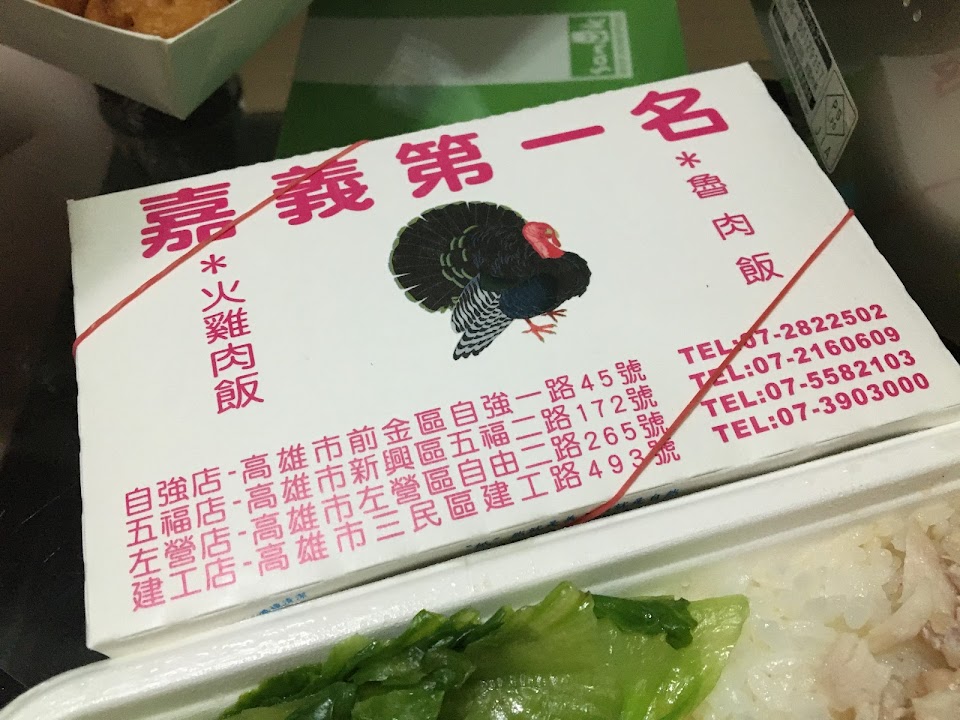 嘉義第一名
*火雞肉飯
*魯肉飯
自強店-高雄市前金區自強一路45號 TEL:07-2822502
五福店-高雄市新興區五福二路172號 TEL:07-2160609
左營店-高雄市左營區自由二路265號 TEL:07-5582103
建工店-高雄市三民區建工路493號 TEL:07-3903000